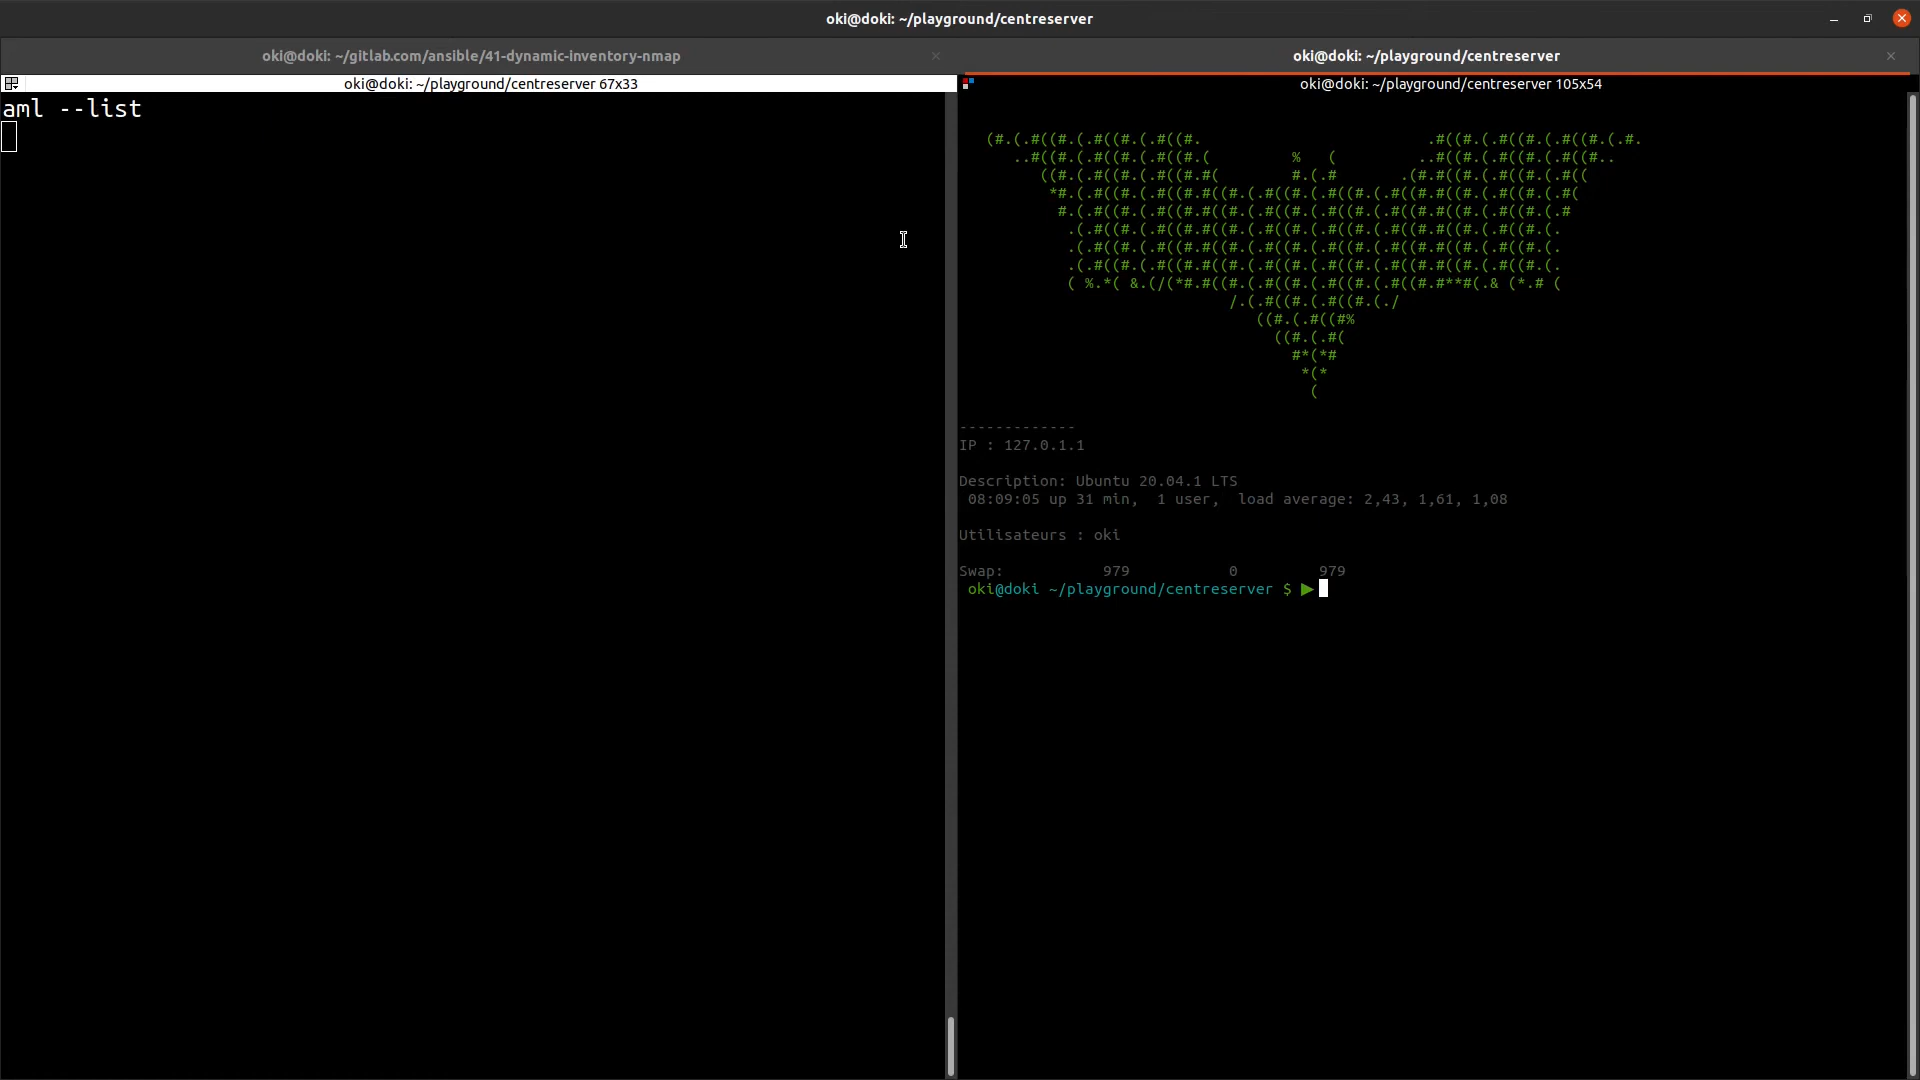 oki@doki: ~/playground/centreserver
oki@doki: ~/gitlab.com/ansible/41-dynamic-inventory-nmap
oki@doki: ~/playground/centreserver
oki@doki: ~/playground/centreserver 67x33
aml --list
oki@doki: ~/playground/centreserver 105x54
-------------
IP : 127.0.1.1
Description: Ubuntu 20.04.1 LTS
08:09:05 up 31 min,  1 user,  load average: 2,43, 1,61, 1,08
Utilisateurs : oki
Swap:           979           0         979
oki@doki ~/playground/centreserver $ ▶